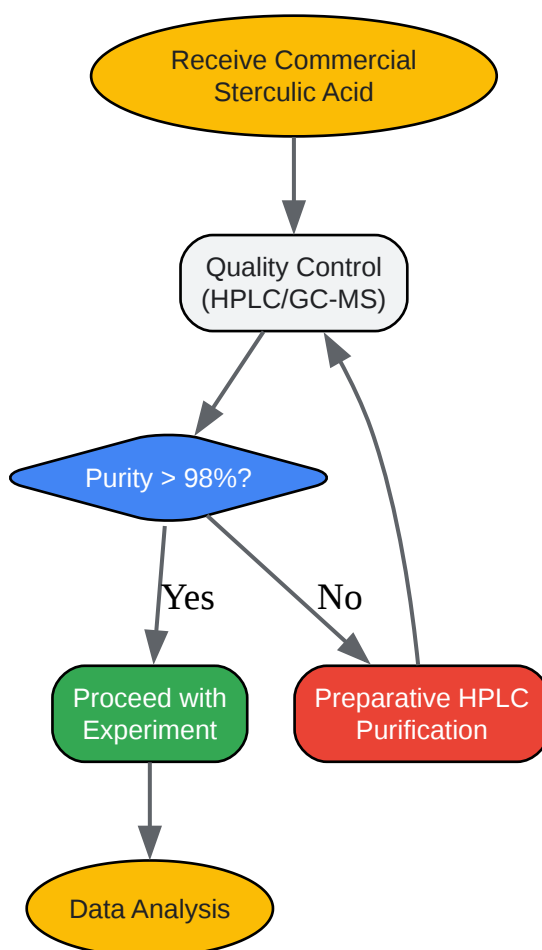 Receive Commercial
Sterculic Acid
Quality Control
(HPLC/GC-MS)
Purity > 98%?
Yes
No
Proceed with
Experiment
Preparative HPLC
Purification
Data Analysis